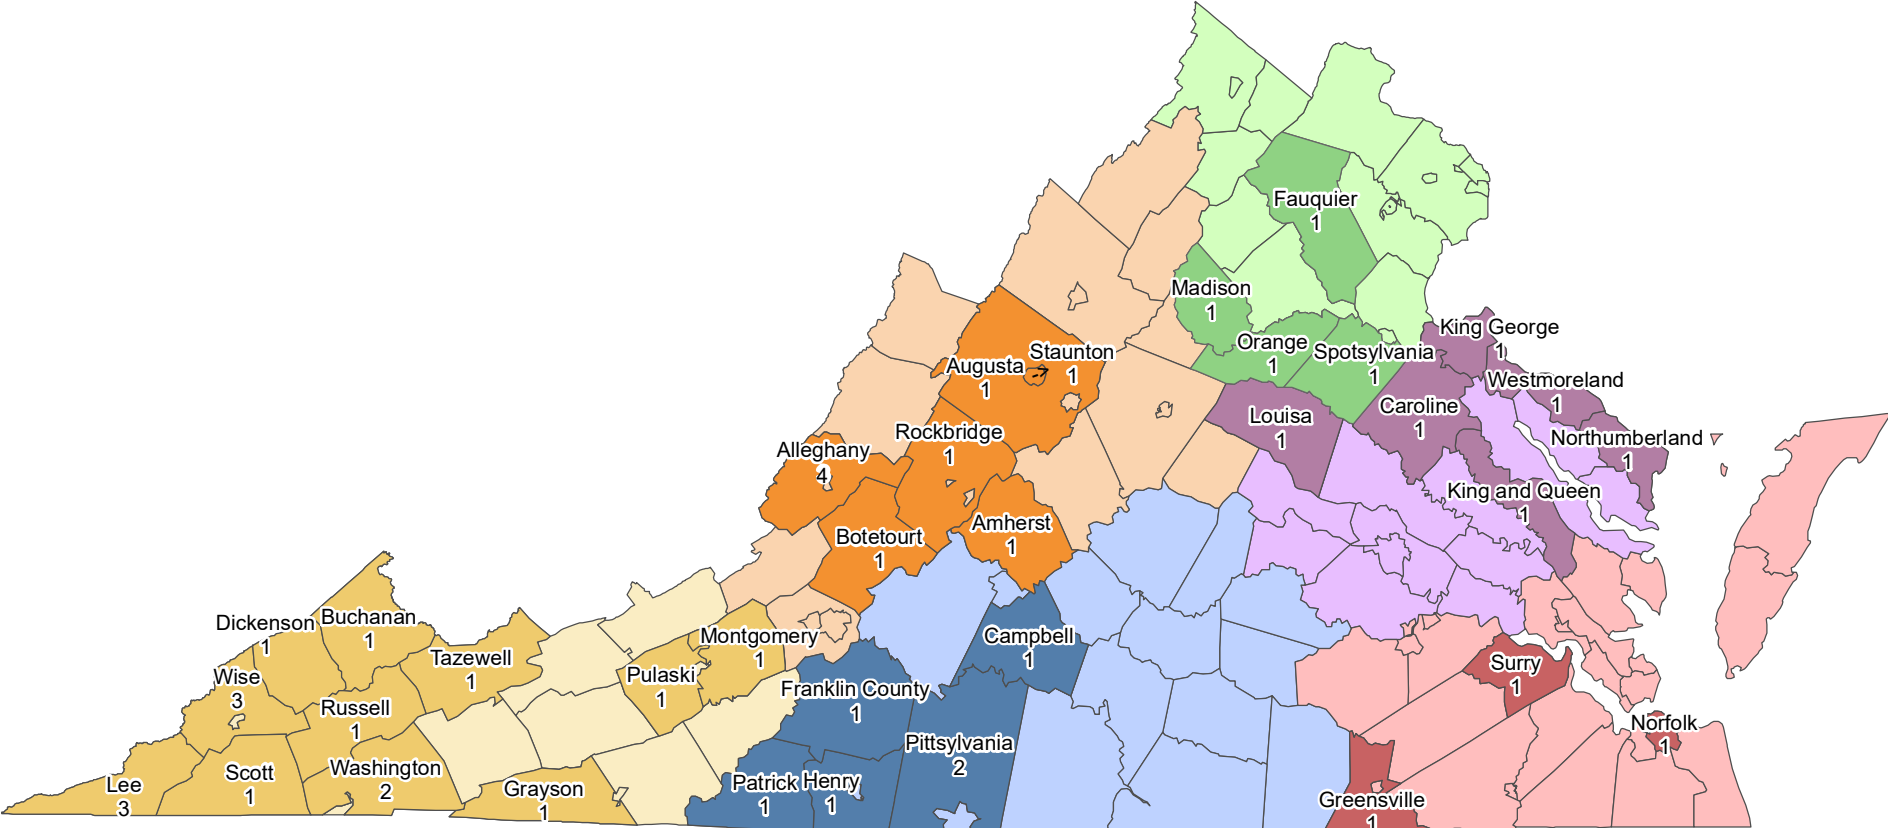 Fauquier
1
Madison
1
King George
1
Orange
1
Spotsylvania
1
Staunton
1
Augusta
1
Westmoreland
1
Caroline
1
Louisa
1
Rockbridge
1
Northumberland
1
Alleghany
4
King and Queen
1
Amherst
1
Botetourt
1
Buchanan
1
Dickenson
1
Campbell
1
Montgomery
1
Tazewell
1
Surry
1
Pulaski
1
Wise
3
Franklin County
1
Russell
1
Norfolk
1
Pittsylvania
2
Washington
2
Scott
1
Lee
3
Patrick
1
Henry
1
Grayson
1
Greensville
1